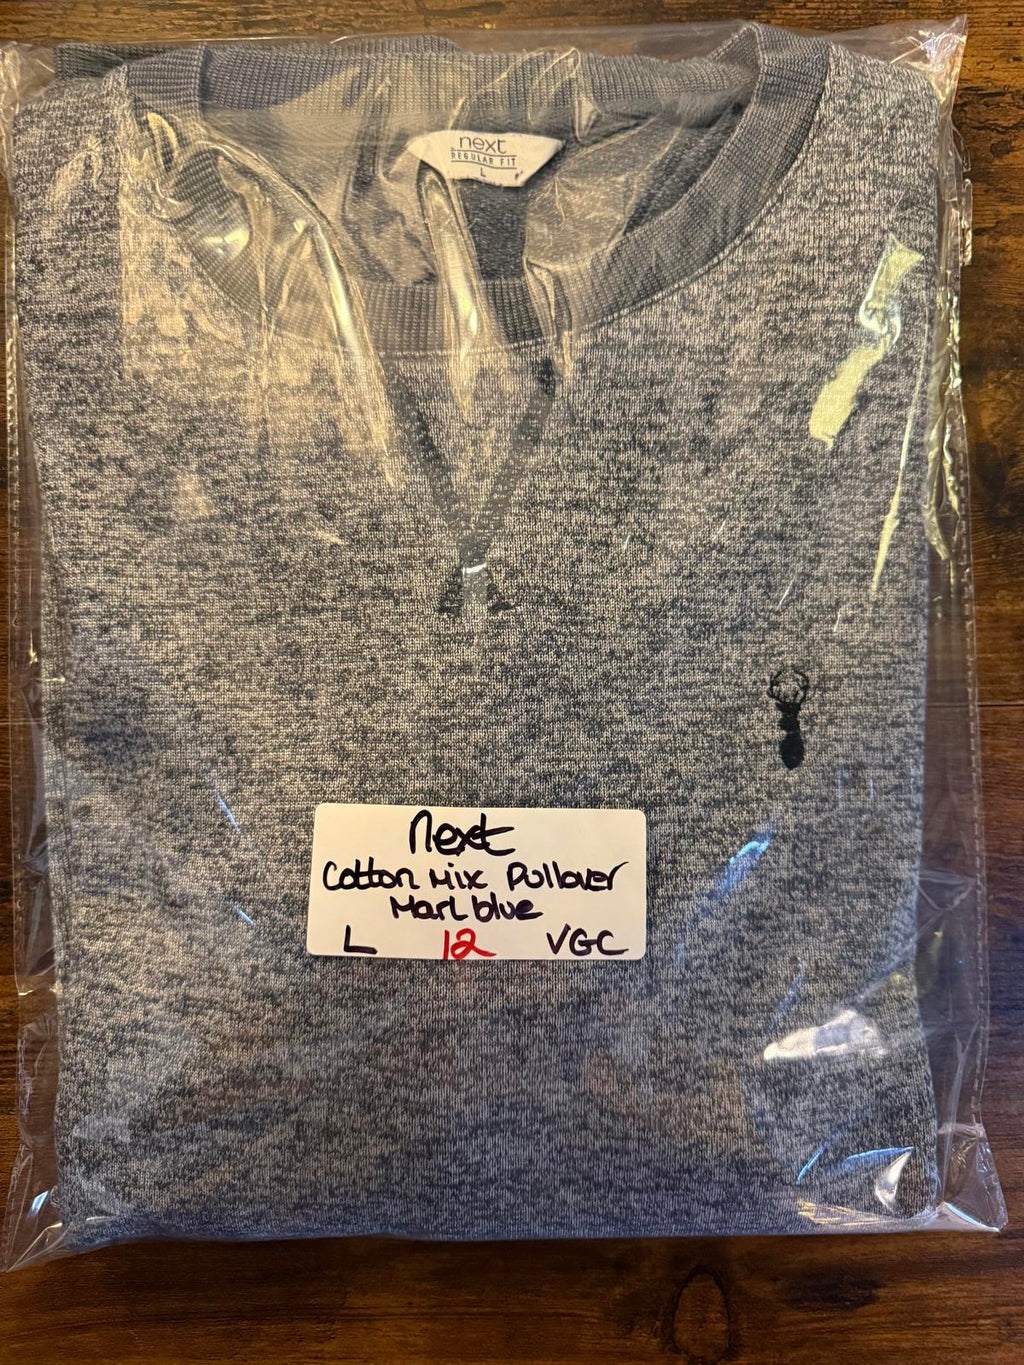 next
REGULAR FIT
L
Next
Cotton Mix Pullover
Marl blue
L 12 VGC